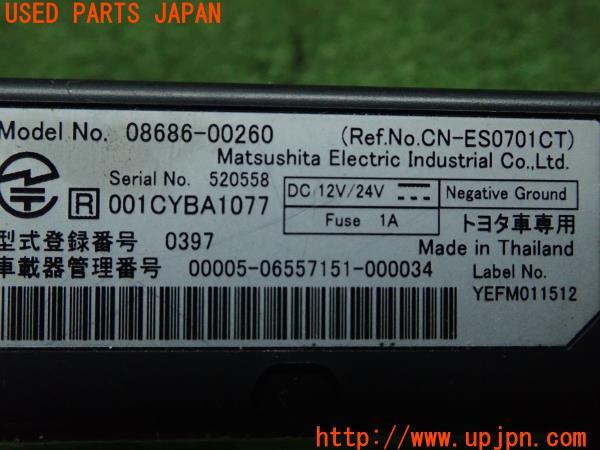 USED PARTS JAPAN
Model No. 08686-00260 (Ref.No.CN-ES0701CT)
Matsushita Electric Industrial Co.,Ltd.
Serial No. 520558
R 001CYBA1077
DC 12V/24V Negative Ground
Fuse 1A トヨタ車専用
型式登録番号 0397 Made in Thailand
車載器管理番号 00005-06557151-000034 Label No.
YEFM011512
UPJ
http://www.upjpn.com